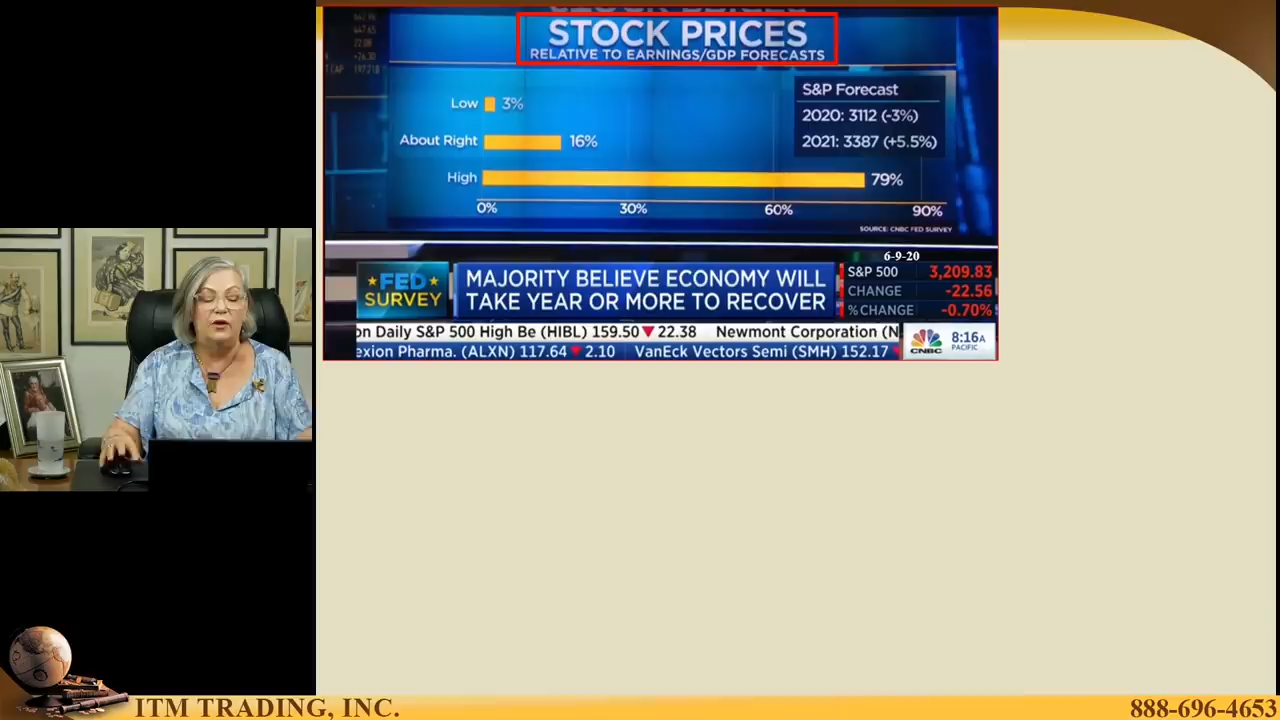 STOCK PRICES
RELATIVE TO EARNINGS/GDP FORECASTS
Low 3%
About Right 16%
High 79%
0% 30% 60% 90%
S&P Forecast
2020: 3112 (-3%)
2021: 3387 (+5.5%)
SOURCE: CNBC FED SURVEY
6-9-20
FED
SURVEY
MAJORITY BELIEVE ECONOMY WILL
TAKE YEAR OR MORE TO RECOVER
S&P 500 3,209.83
CHANGE -22.56
% CHANGE -0.70%
on Daily S&P 500 High Be (HIBL) 159.50 ▼ 22.38 Newmont Corporation (N
exion Pharma. (ALXN) 117.64 ▼ 2.10 VanEck Vectors Semi (SMH) 152.17
CNBC
8:16A
PACIFIC
ITM TRADING, INC.
888-696-4653